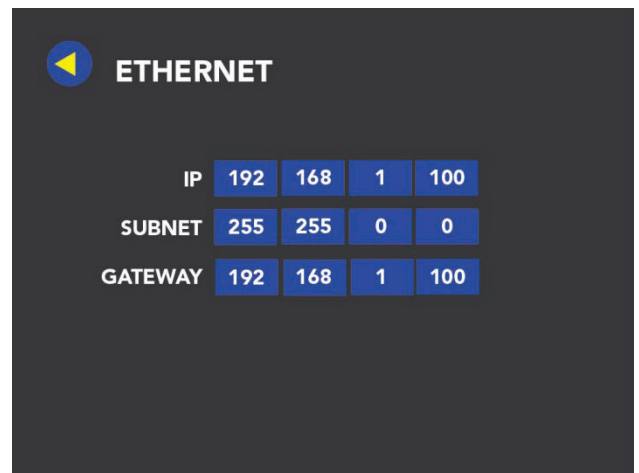 ETHERNET
IP 192 168 1 100
SUBNET 255 255 0 0
GATEWAY 192 168 1 100